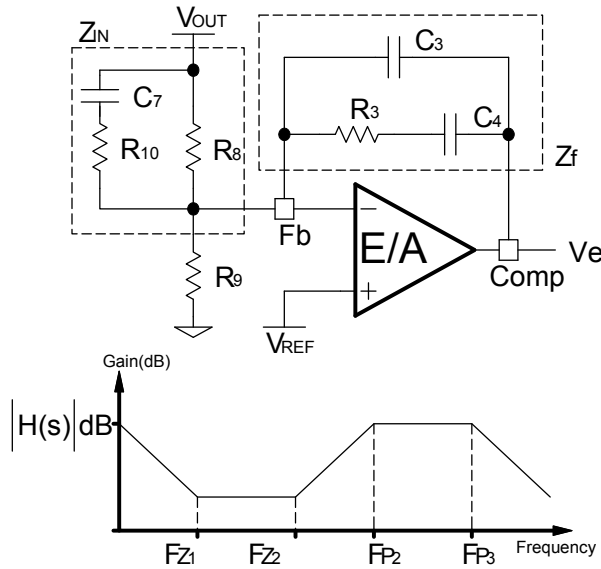 VOUT
ZIN
C7
R10
R8
C3
R3
C4
Zf
Fb
E/A
Ve
Comp
R9
VREF
Gain(dB)
|H(s)|dB
FZ1
FZ2
FP2
FP3
Frequency